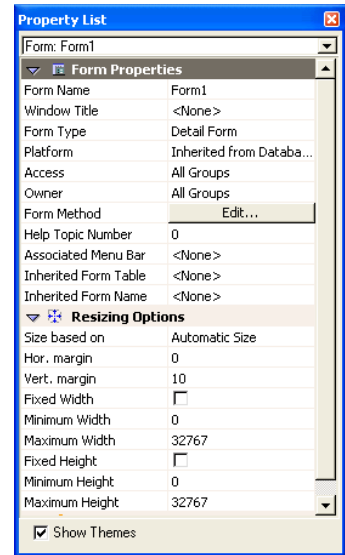 Property List
Form: Form1
Form Properties
Form Name Form1
Window Title <None>
Form Type Detail Form
Platform Inherited from Databa...
Access All Groups
Owner All Groups
Form Method Edit...
Help Topic Number 0
Associated Menu Bar <None>
Inherited Form Table <None>
Inherited Form Name <None>
Resizing Options
Size based on Automatic Size
Hor. margin 0
Vert. margin 10
Fixed Width
Minimum Width 0
Maximum Width 32767
Fixed Height
Minimum Height 0
Maximum Height 32767
Show Themes